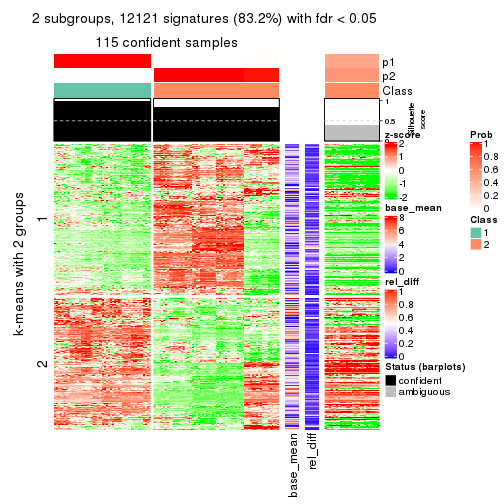 2 subgroups, 12121 signatures (83.2%) with fdr < 0.05
115 confident samples
p1
p2
Class
1
0.5
0
Silhouette
score
k-means with 2 groups
1
2
base_mean
rel_diff
z-score
2
1
0
-1
-2
base_mean
8
6
4
2
0
rel_diff
1
0.8
0.6
0.4
0.2
0
Status (barplots)
confident
ambiguous
Prob
1
0.8
0.6
0.4
0.2
0
Class
1
2